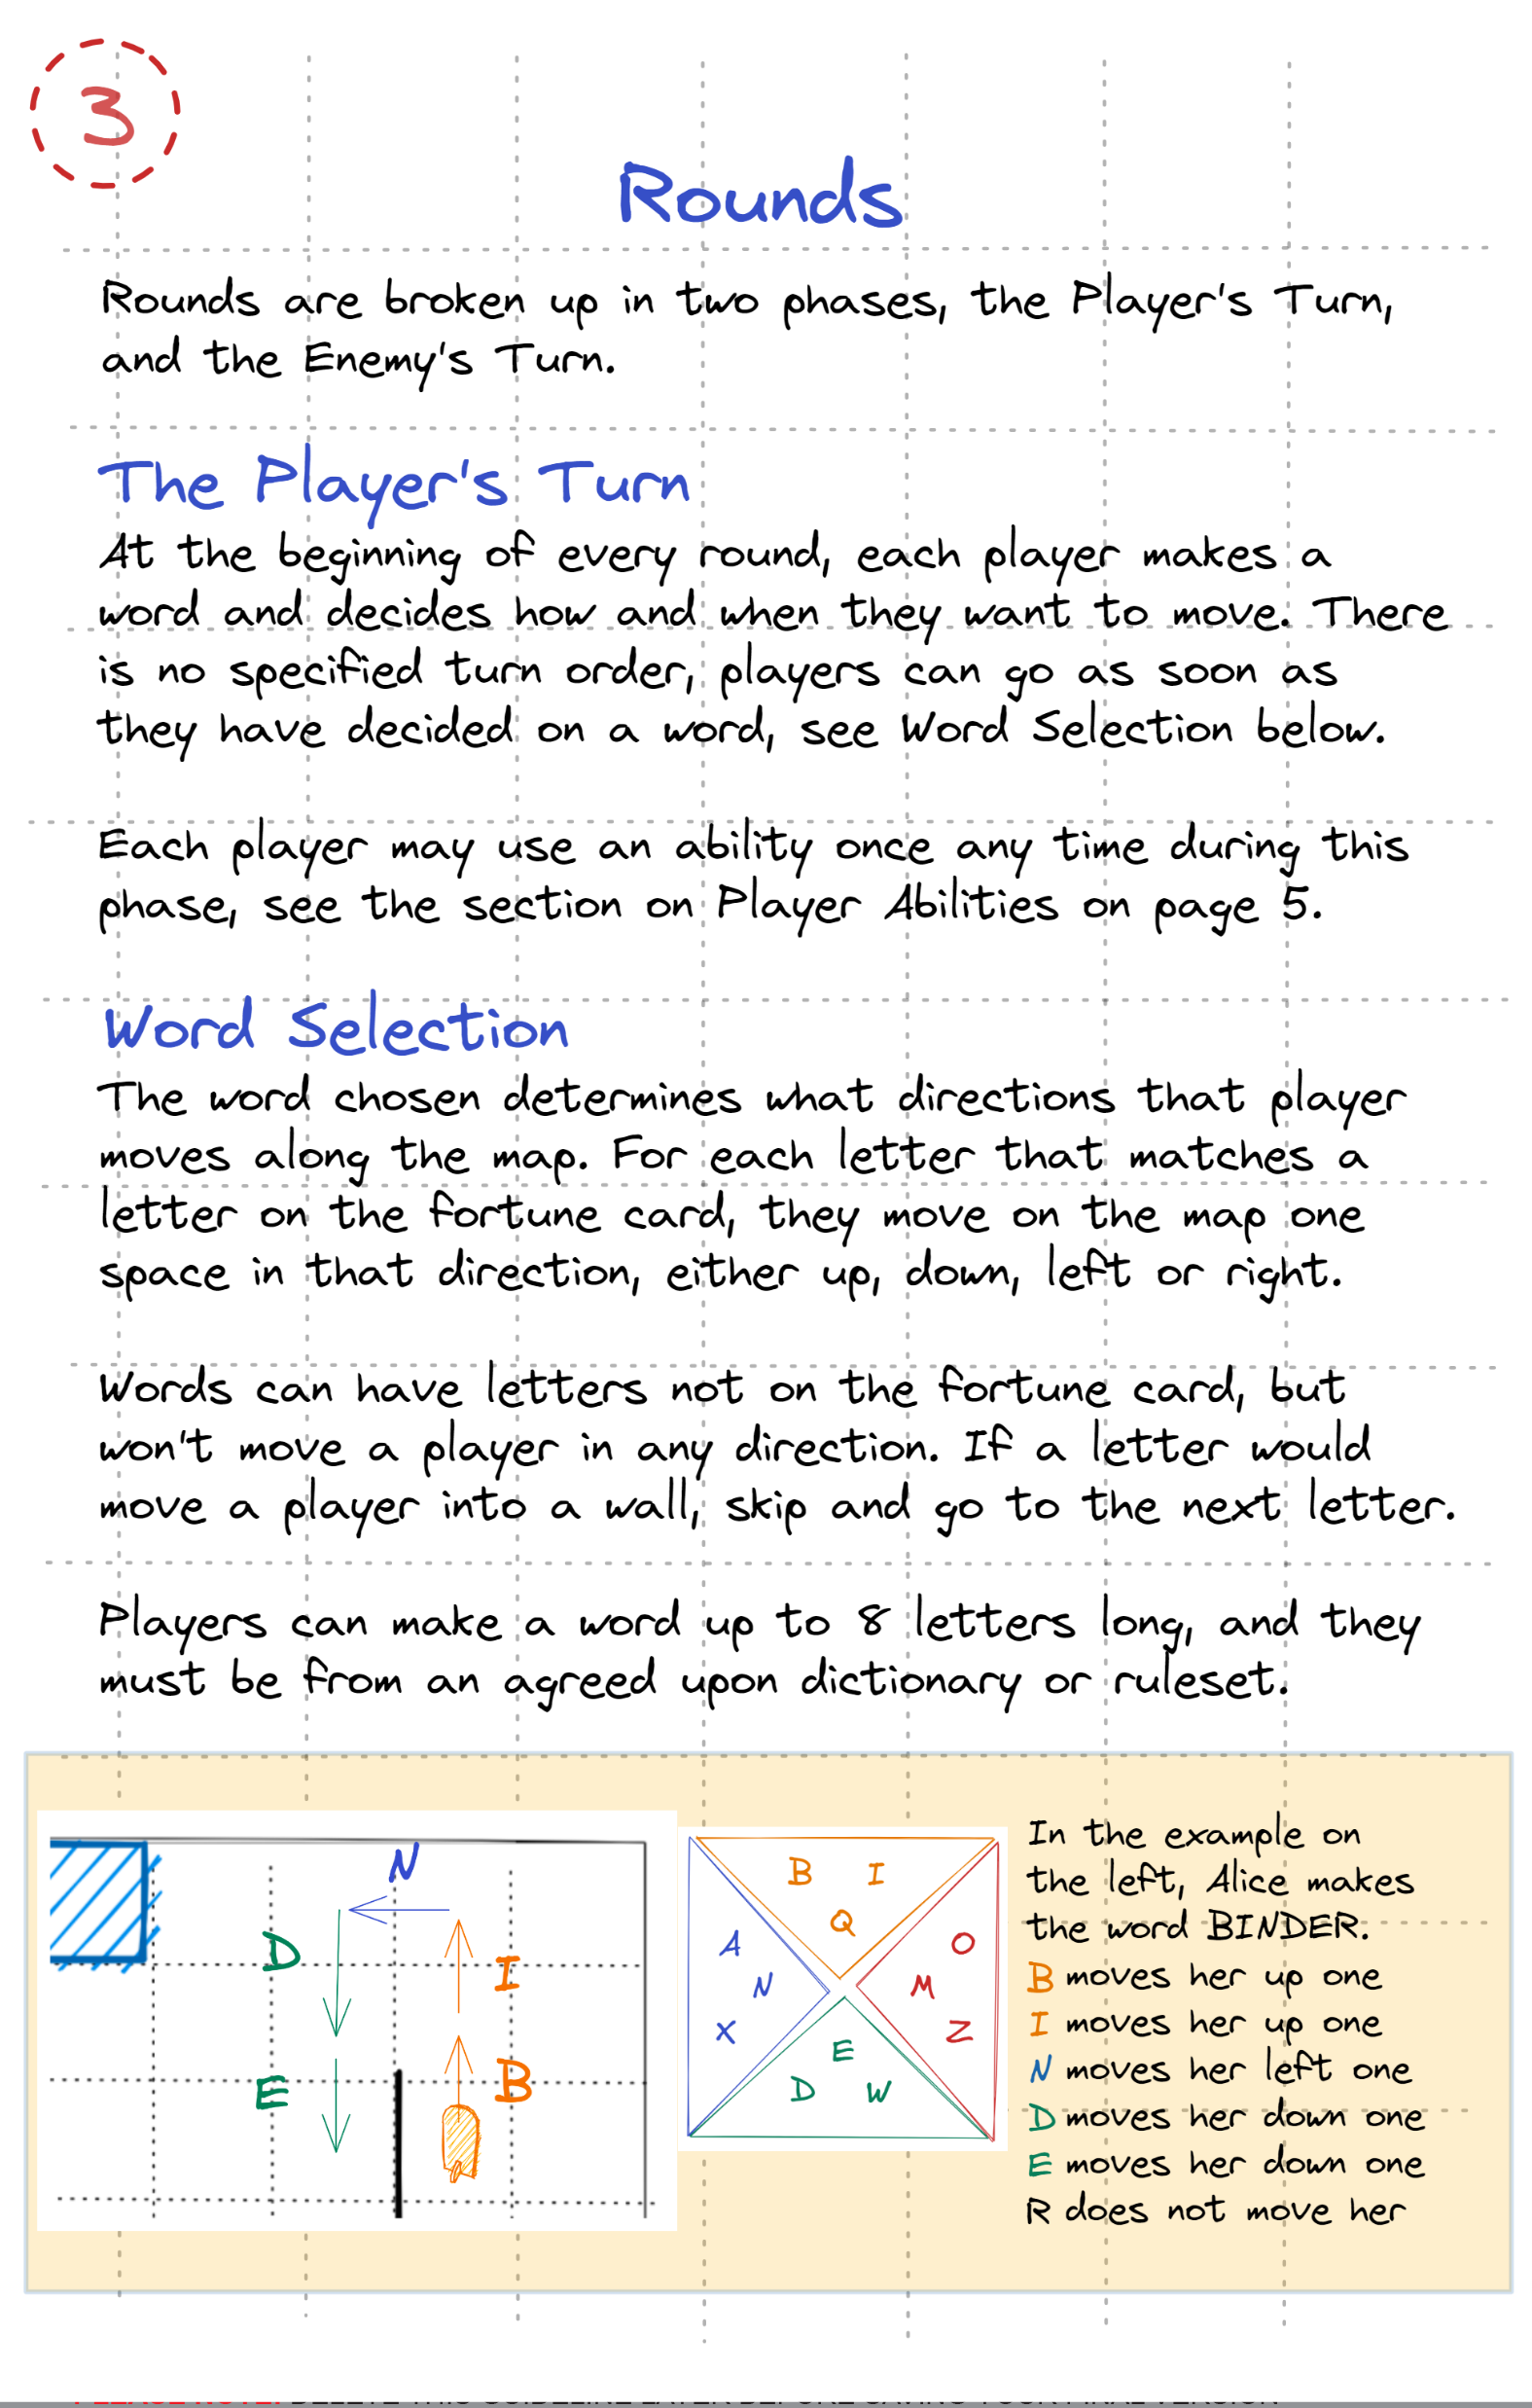 3
Rounds
Rounds are broken up in two phases, the Player's Turn,
and the Enemy's Turn.
The Player's Turn
At the beginning of every round, each player makes a
word and decides how and when they want to move. There
is no specified turn order, players can go as soon as
they have decided on a word, see Word Selection below.
Each player may use an ability once any time during this
phase, see the section on Player Abilities on page 5.
Word Selection
The word chosen determines what directions that player
moves along the map. For each letter that matches a
letter on the fortune card, they move on the map one
space in that direction, either up, down, left or right.
Words can have letters not on the fortune card, but
won't move a player in any direction. If a letter would
move a player into a wall, skip and go to the next letter.
Players can make a word up to 8 letters long, and they
must be from an agreed upon dictionary or ruleset.
N
D
I
E
B
B I
Q
A
N
X
O
M
Z
E
D W
In the example on
the left, Alice makes
the word BINDER.
B moves her up one
I moves her up one
N moves her left one
D moves her down one
E moves her down one
R does not move her